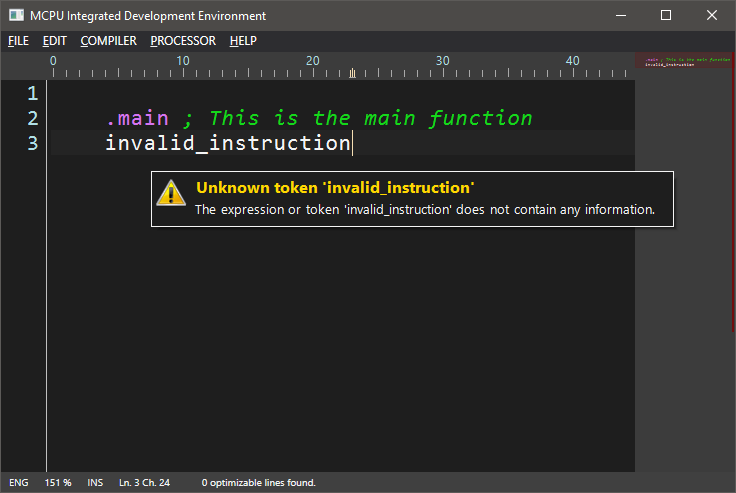 MCPU Integrated Development Environment
FILE EDIT COMPILER PROCESSOR HELP
0 10 20 30 40
1
2 .main ; This is the main function
3 invalid_instruction
.main ; This is the main function
invalid_instruction
Unknown token 'invalid_instruction'
The expression or token 'invalid_instruction' does not contain any information.
ENG 151 % INS Ln. 3 Ch. 24 0 optimizable lines found.